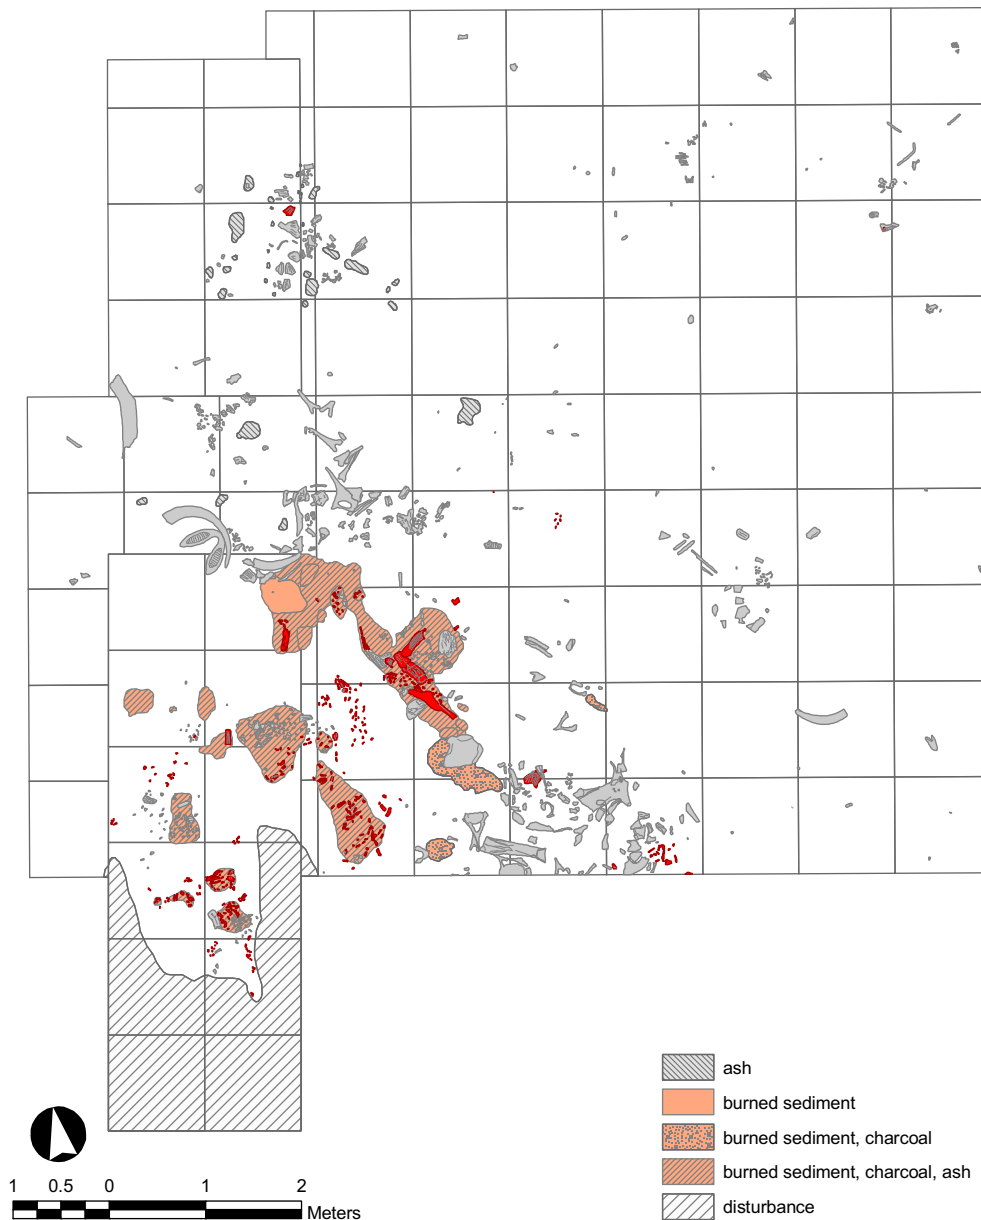 ash
burned sediment
burned sediment, charcoal
burned sediment, charcoal, ash
disturbance
1 0.5 0 1 2
Meters